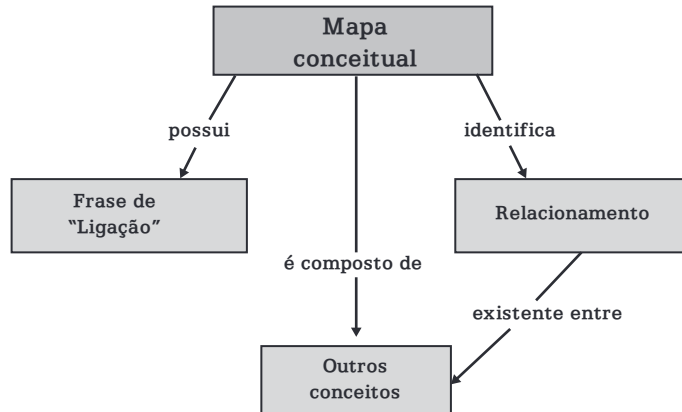 Mapa
conceitual
possui
identifica
Frase de
“Ligação”
Relacionamento
é composto de
existente entre
Outros
conceitos